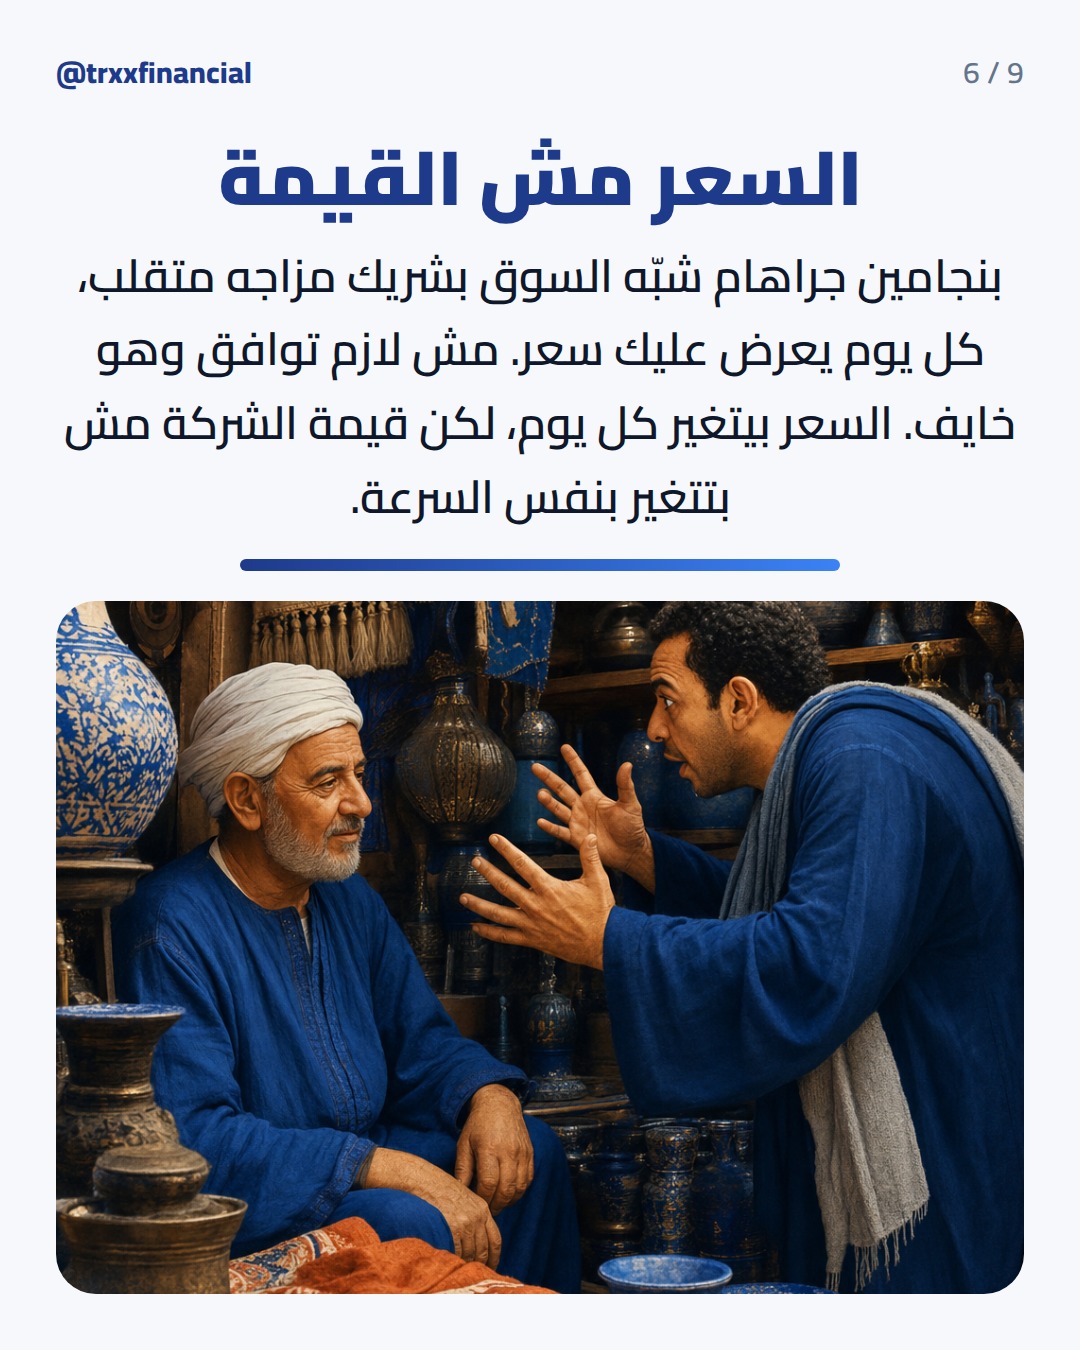 @trxxfinancial
6 / 9
السعر مش القيمة
بنجامين جراهام شبّه السوق بشريك مزاجه متقلب،
كل يوم يعرض عليك سعر. مش لازم توافق وهو
خايف. السعر بيتغير كل يوم، لكن قيمة الشركة مش
بتتغير بنفس السرعة.